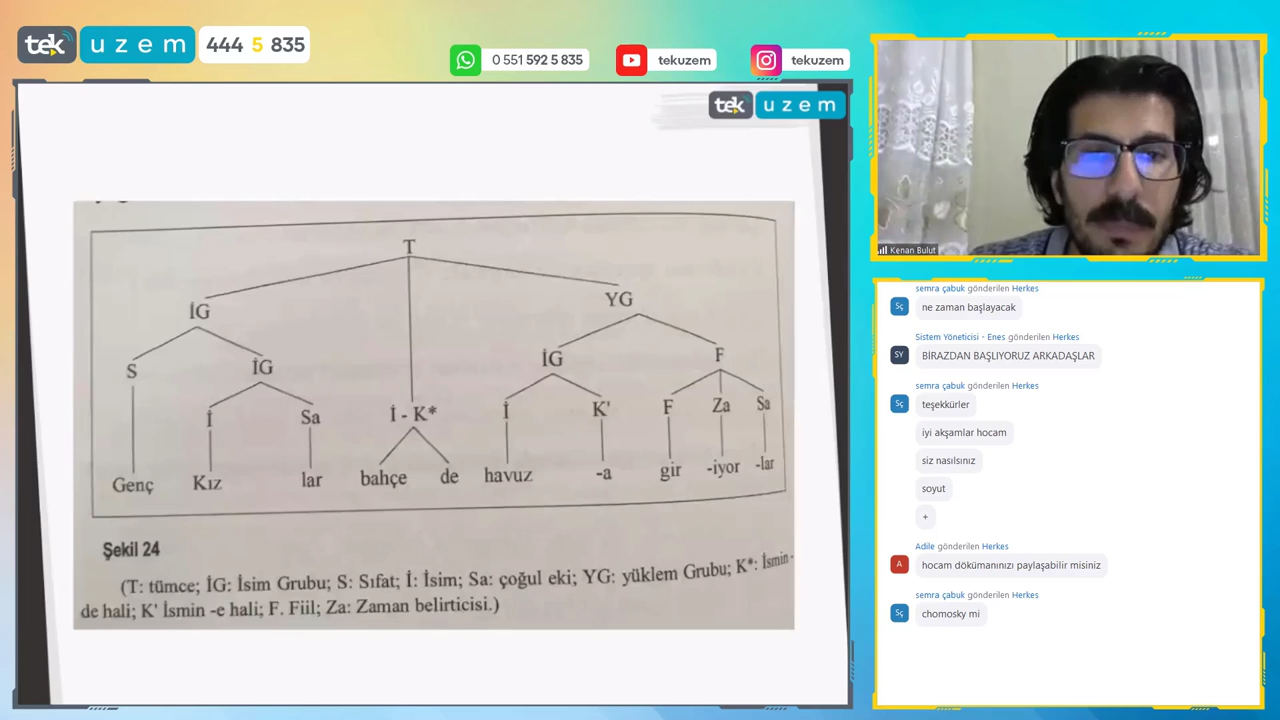 tek uzem 444 5 835
0 551 592 5 835
tekuzem
tekuzem
tek uzem
T
İG YG
S İG İG F
İ Sa İ - K* İ K' F Za Sa
Genç Kız lar bahçe de havuz -a gir -iyor -lar
Şekil 24
(T: tümce; İG: İsim Grubu; S: Sıfat; İ: İsim; Sa: çoğul eki; YG: yüklem Grubu; K*: İsmin -
de hali; K' İsmin -e hali; F. Fiil; Za: Zaman belirticisi.)
Kenan Bulut
semra çabuk gönderilen Herkes
Sç ne zaman başlayacak
Sistem Yöneticisi - Enes gönderilen Herkes
SY BİRAZDAN BAŞLIYORUZ ARKADAŞLAR
semra çabuk gönderilen Herkes
Sç teşekkürler
iyi akşamlar hocam
siz nasılsınız
soyut
+
Adile gönderilen Herkes
A hocam dökümanınızı paylaşabilir misiniz
semra çabuk gönderilen Herkes
Sç chomosky mi